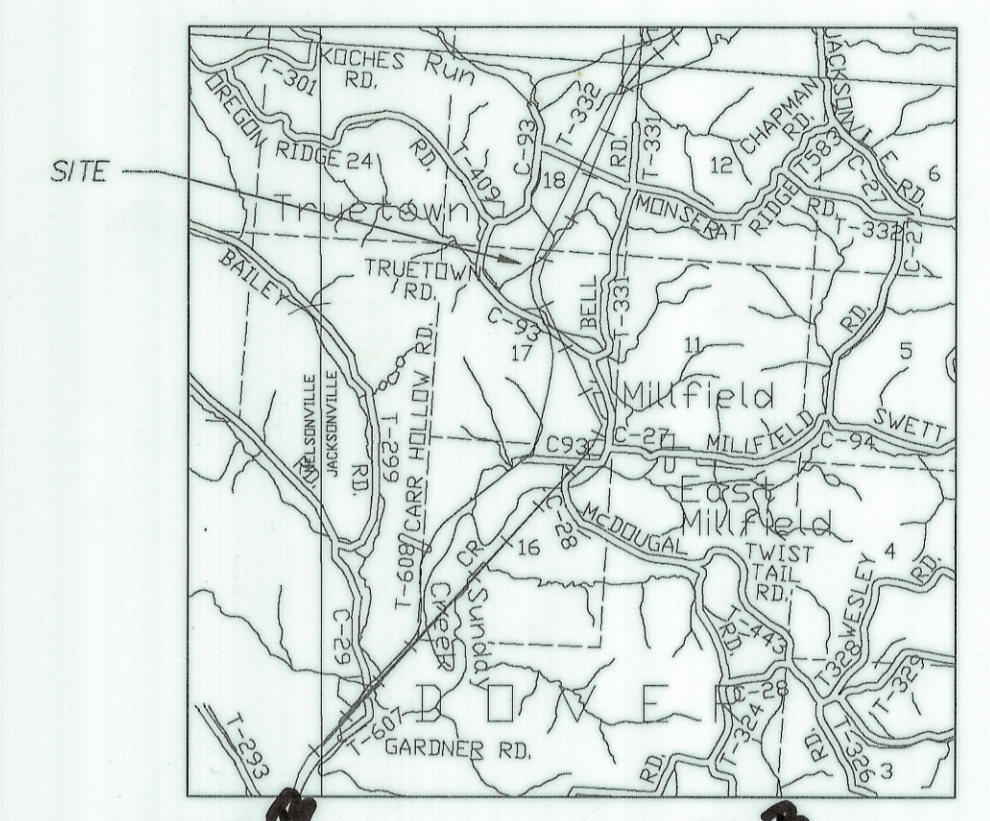 SITE
KOCHES
RD.
Run
T-301
OREGON
RIDGE 24
RD.
T-409
C-93
T-332
RD.
T-331
18
12
CHAPMAN
RD.
T583
JACKSONVILLE
RD.
C-27
6
Truetown
MONSERAT RIDGE
RD.
T-332
C-27
BAILEY
RD.
TRUETOWN
RD.
C-93
17
BELL
T-331
11
RD.
5
NELSONVILLE
JACKSONVILLE
T-299
T-608/CARR HOLLOW RD.
Millfield
C93
C-27
MILLFIELD
C-94
SWETT
East
Millfield
C-28
McDOUGAL
RD.
16
CR
Sunday
Creek
TWIST
TAIL
RD.
T-443
4
WESLEY
RD.
T328
T-329
C-29
C-28
T-324
RD.
T-326
RD.
3
DOVER
T-607
GARDNER RD.
T-293